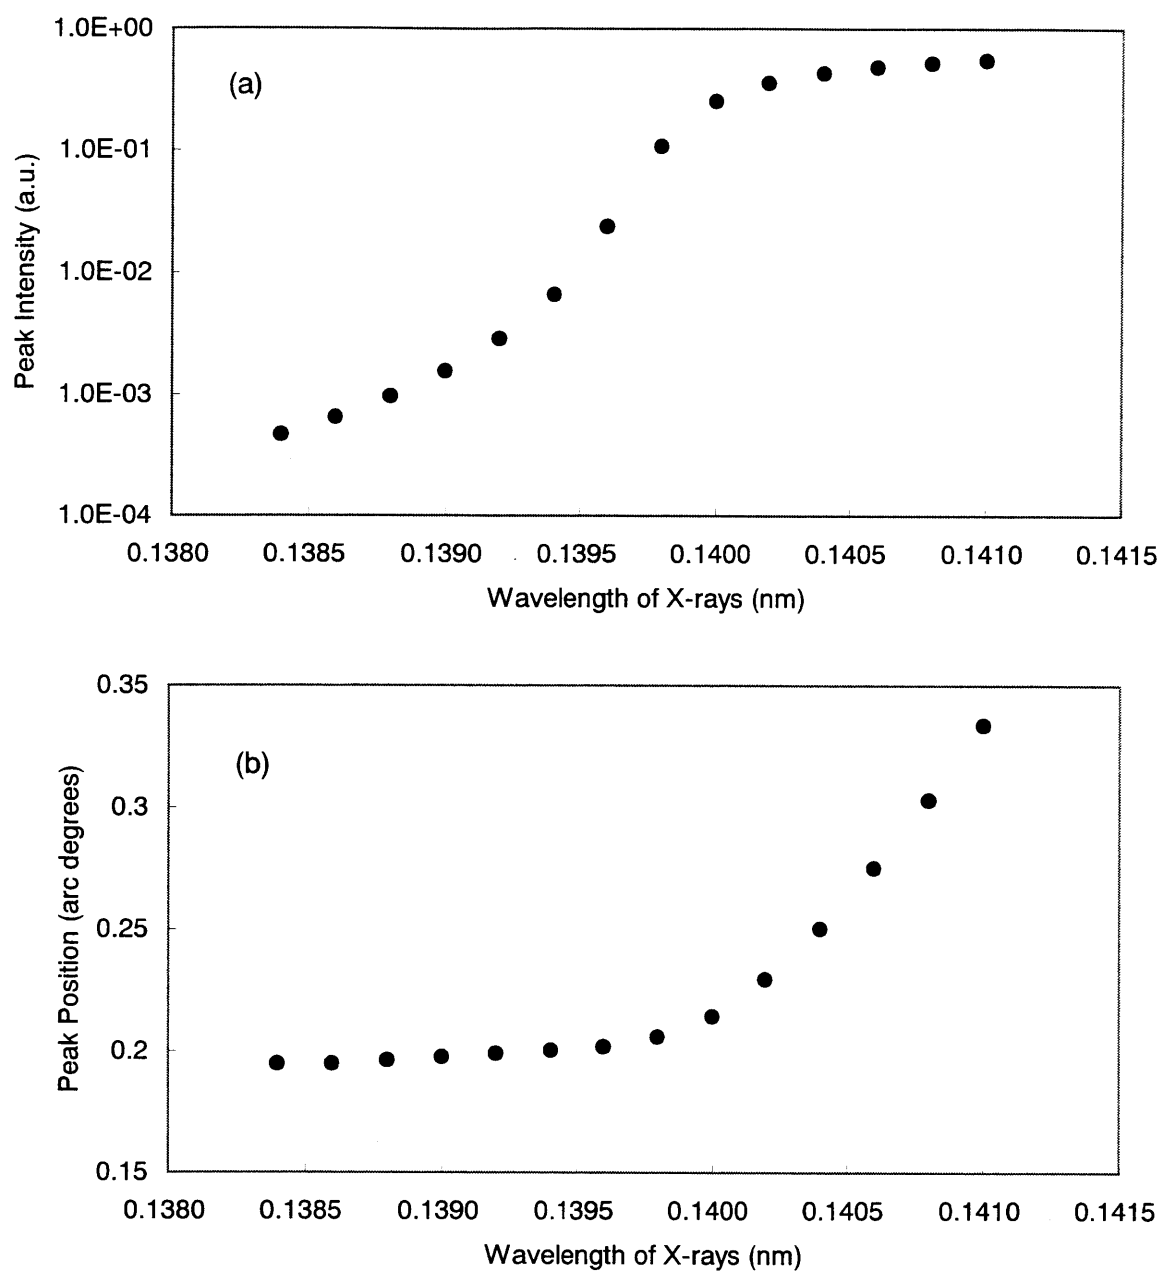 1.0E+00
(a)
1.0E-01
1.0E-02
1.0E-03
1.0E-04
Peak Intensity (a.u.)
0.1380 0.1385 0.1390 0.1395 0.1400 0.1405 0.1410 0.1415
Wavelength of X-rays (nm)
0.35
(b)
0.3
0.25
0.2
0.15
Peak Position (arc degrees)
0.1380 0.1385 0.1390 0.1395 0.1400 0.1405 0.1410 0.1415
Wavelength of X-rays (nm)